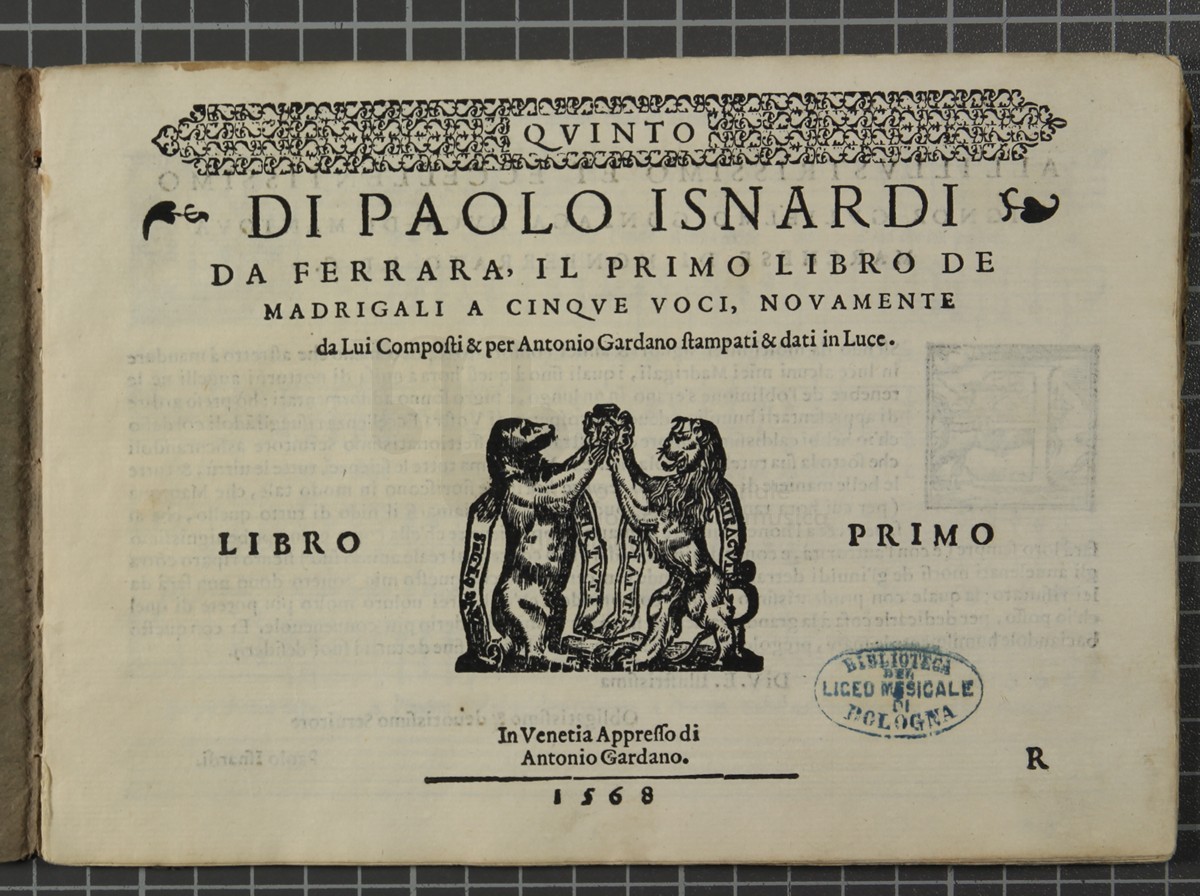 QVINTO
DI PAOLO ISNARDI
DA FERRARA, IL PRIMO LIBRO DE
MADRIGALI A CINQVE VOCI, NOVAMENTE
da Lui Composti & per Antonio Gardano stampati & dati in Luce.
LIBRO PRIMO
VIRTUTE
BIBLIOTECA
DEL
LICEO MUSICALE
DI
BOLOGNA
In Venetia Appresso di
Antonio Gardano.
R
1568